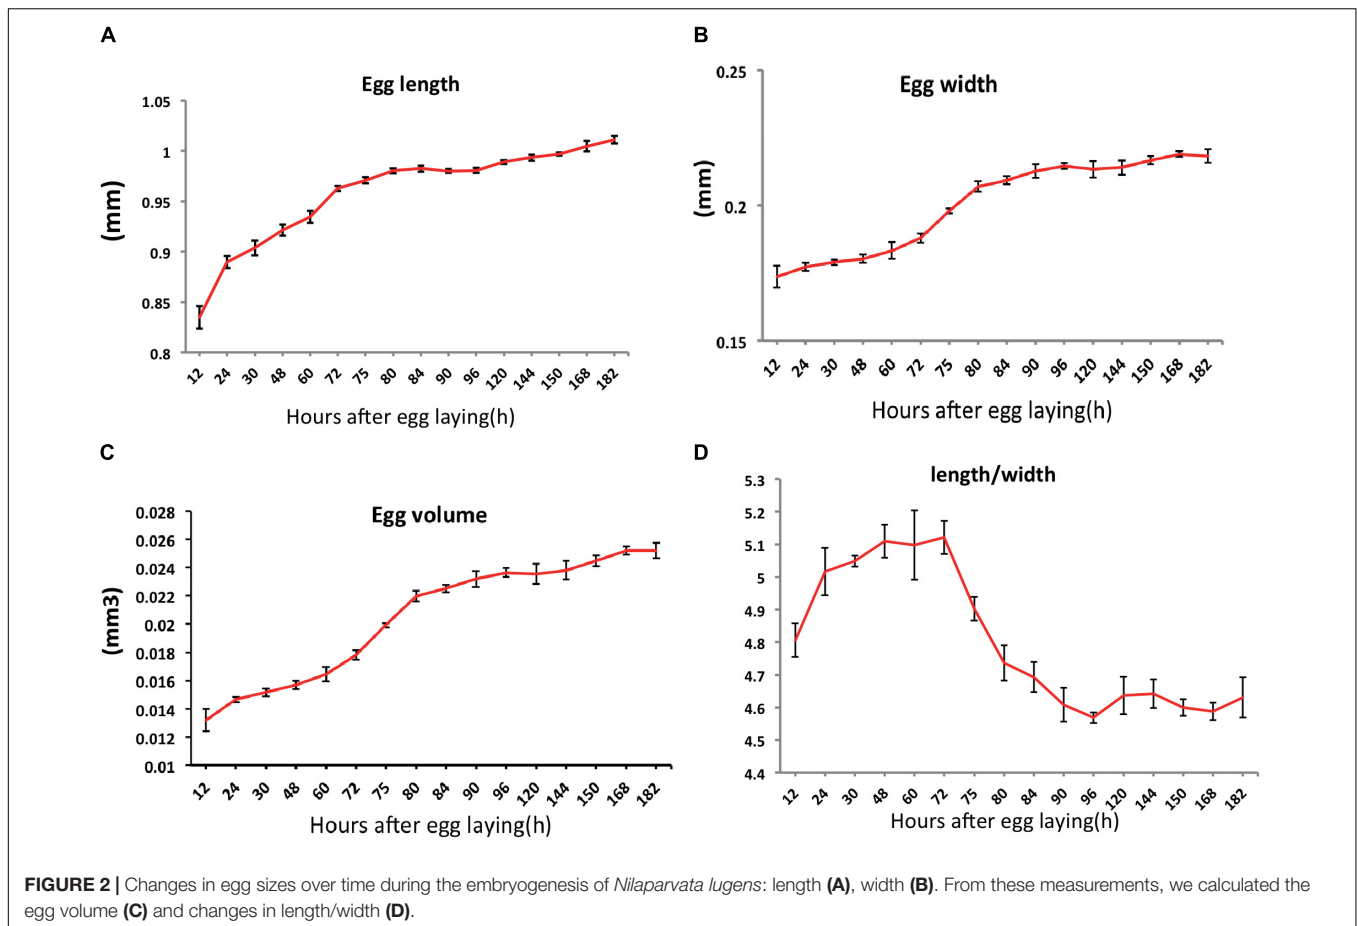 A
Egg length
1.05
1
0.95
0.9
0.85
0.8
(mm)
12 24 30 48 60 72 75 80 84 90 96 120 144 150 168 182
Hours after egg laying(h)
B
Egg width
0.25
0.2
0.15
(mm)
12 24 30 48 60 72 75 80 84 90 96 120 144 150 168 182
Hours after egg laying(h)
C
Egg volume
0.028
0.026
0.024
0.022
0.02
0.018
0.016
0.014
0.012
0.01
(mm3)
12 24 30 48 60 72 75 80 84 90 96 120 144 150 168 182
Hours after egg laying(h)
D
length/width
5.3
5.2
5.1
5
4.9
4.8
4.7
4.6
4.5
4.4
12 24 30 48 60 72 75 80 84 90 96 120 144 150 168 182
Hours after egg laying(h)
FIGURE 2 | Changes in egg sizes over time during the embryogenesis of Nilaparvata lugens: length (A), width (B). From these measurements, we calculated the
egg volume (C) and changes in length/width (D).